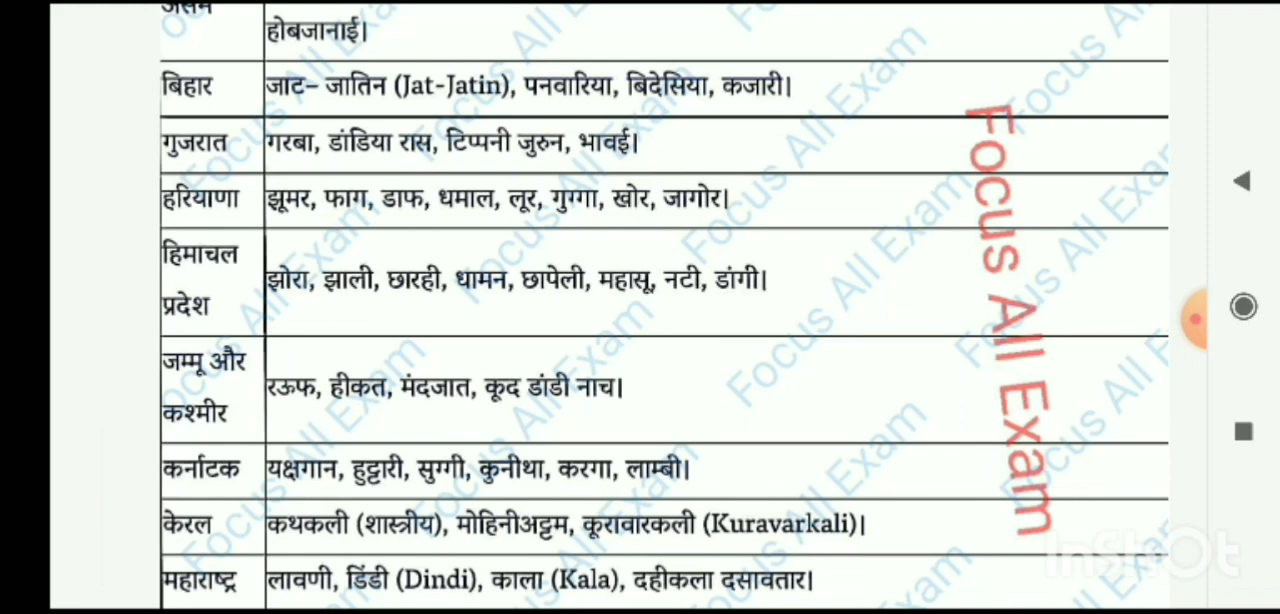 असम
होबजानाई।
बिहार जाट– जातिन (Jat-Jatin), पनवारिया, बिदेसिया, कजारी।
गुजरात गरबा, डांडिया रास, टिप्पनी जुरुन, भावई।
हरियाणा झूमर, फाग, डाफ, धमाल, लूर, गुग्गा, खोर, जागोर।
हिमाचल
प्रदेश
झोरा, झाली, छारही, धामन, छापेली, महासू, नटी, डांगी।
जम्मू और
कश्मीर
रऊफ, हीकत, मंदजात, कूद डांडी नाच।
कर्नाटक यक्षगान, हुट्टारी, सुग्गी, कुनीथा, करगा, लाम्बी।
केरल कथकली (शास्त्रीय), मोहिनीअट्टम, कूरावारकली (Kuravarkali)।
महाराष्ट्र लावणी, डिंडी (Dindi), काला (Kala), दहीकला दसावतार।
Focus All Exam
InShOt